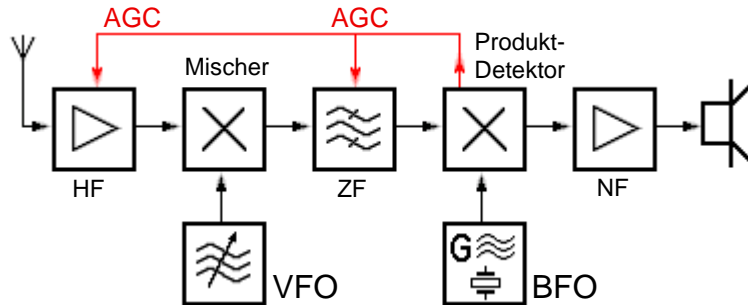 AGC
AGC
Produkt-
Detektor
Mischer
HF
ZF
NF
VFO
G
BFO